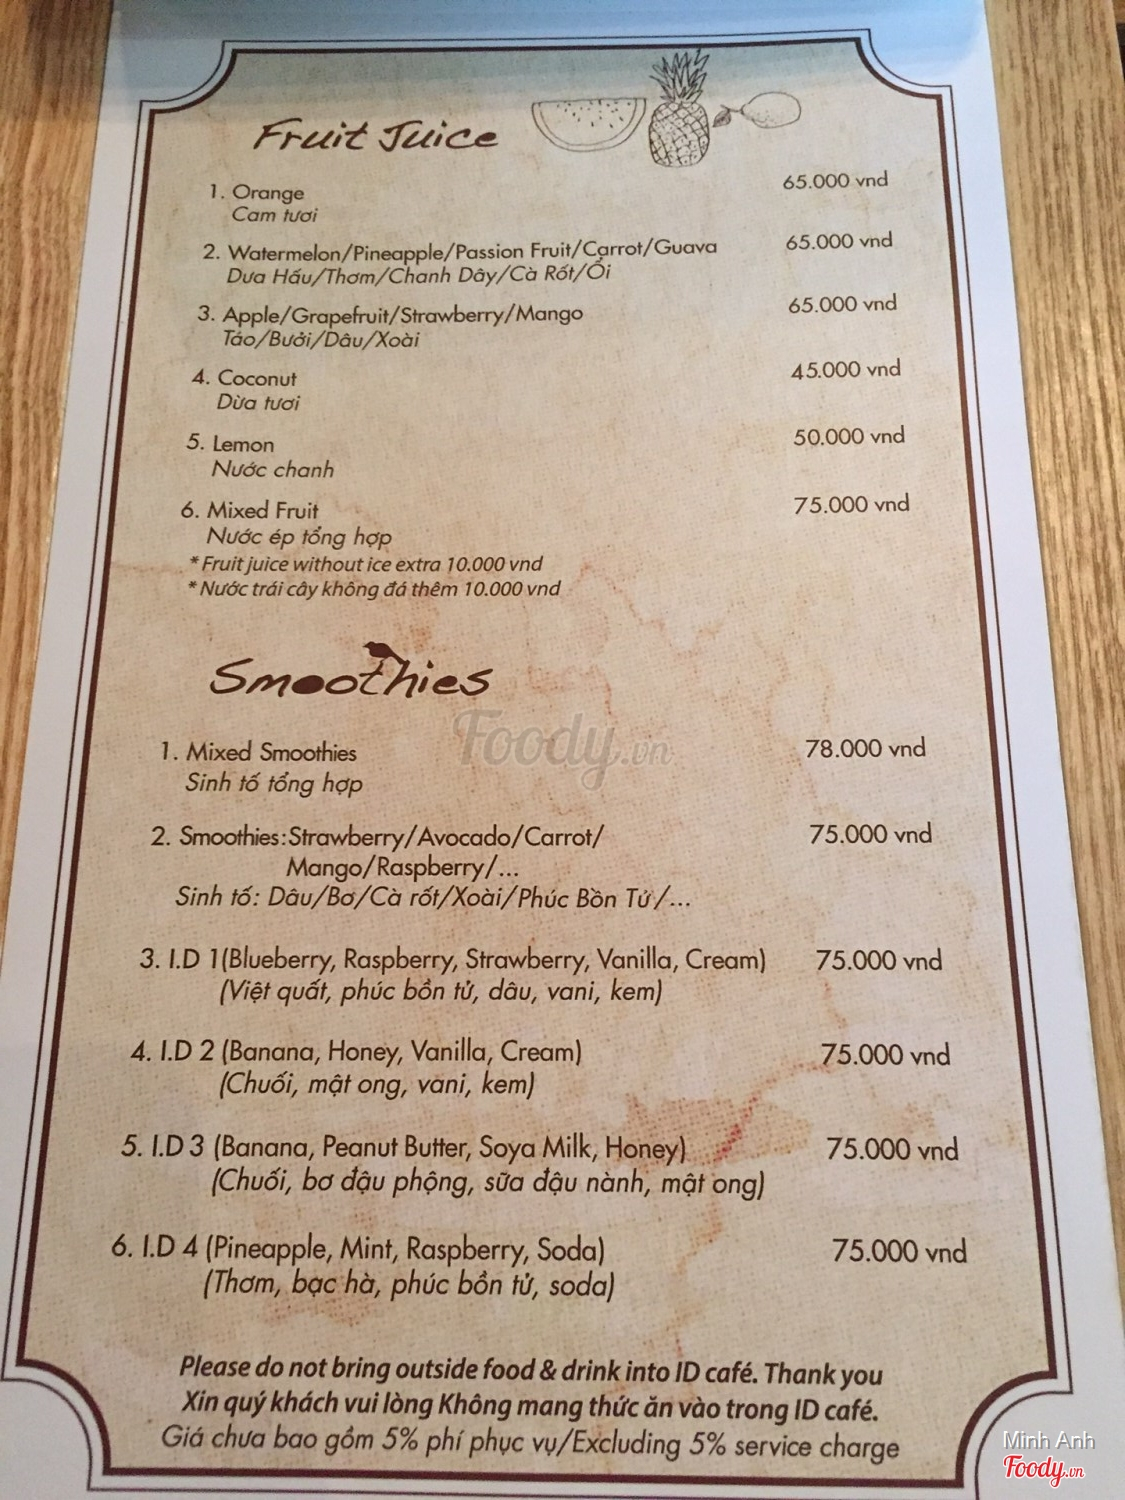 Fruit Juice
1. Orange 65.000 vnd
Cam tươi
2. Watermelon/Pineapple/Passion Fruit/Carrot/Guava 65.000 vnd
Dưa Hấu/Thơm/Chanh Dây/Cà Rốt/Ổi
3. Apple/Grapefruit/Strawberry/Mango 65.000 vnd
Táo/Bưởi/Dâu/Xoài
4. Coconut 45.000 vnd
Dừa tươi
5. Lemon 50.000 vnd
Nước chanh
6. Mixed Fruit 75.000 vnd
Nước ép tổng hợp
* Fruit juice without ice extra 10.000 vnd
* Nước trái cây không đá thêm 10.000 vnd
Smoothies
Foody.vn
1. Mixed Smoothies 78.000 vnd
Sinh tố tổng hợp
2. Smoothies:Strawberry/Avocado/Carrot/ 75.000 vnd
Mango/Raspberry/...
Sinh tố: Dâu/Bơ/Cà rốt/Xoài/Phúc Bồn Tứ/...
3. I.D 1(Blueberry, Raspberry, Strawberry, Vanilla, Cream) 75.000 vnd
(Việt quất, phúc bồn tử, dâu, vani, kem)
4. I.D 2 (Banana, Honey, Vanilla, Cream) 75.000 vnd
(Chuối, mật ong, vani, kem)
5. I.D 3 (Banana, Peanut Butter, Soya Milk, Honey) 75.000 vnd
(Chuối, bơ đậu phộng, sữa đậu nành, mật ong)
6. I.D 4 (Pineapple, Mint, Raspberry, Soda) 75.000 vnd
(Thơm, bạc hà, phúc bồn tử, soda)
Please do not bring outside food & drink into ID café. Thank you
Xin quý khách vui lòng Không mang thức ăn vào trong ID café.
Giá chưa bao gồm 5% phí phục vụ/Excluding 5% service charge
Minh Anh
Foody.vn